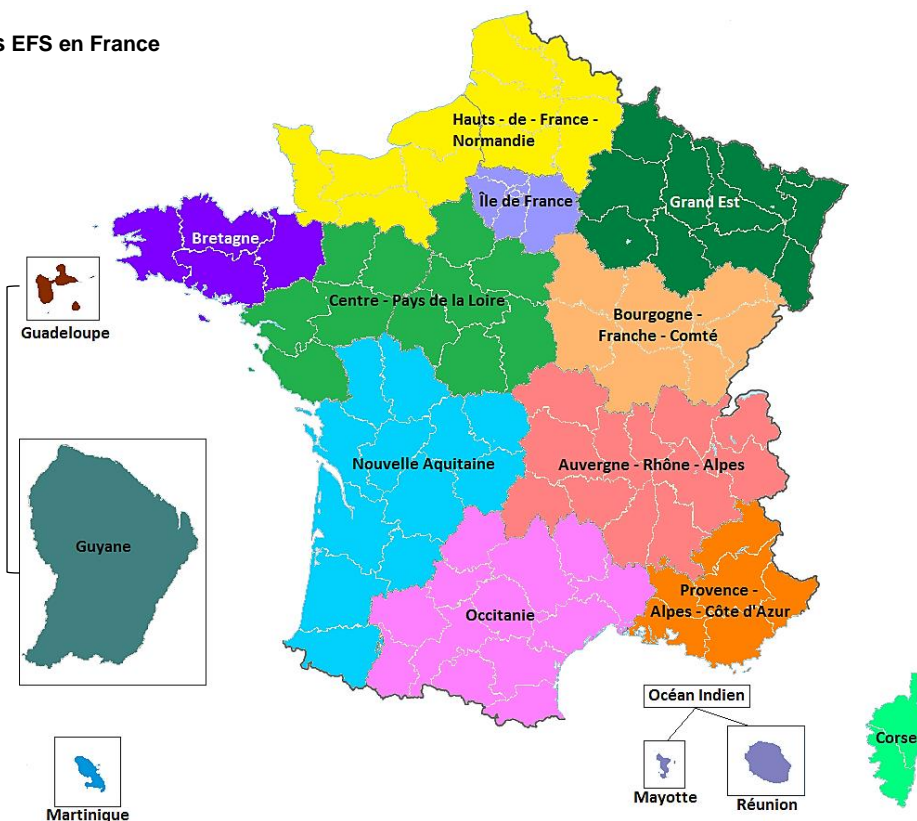 s EFS en France
Hauts - de - France -
Normandie
Île de France
Grand Est
Bretagne
Centre - Pays de la Loire
Bourgogne -
Franche - Comté
Guadeloupe
Nouvelle Aquitaine
Auvergne - Rhône - Alpes
Guyane
Provence -
Alpes - Côte d'Azur
Occitanie
Océan Indien
Corse
Mayotte
Réunion
Martinique